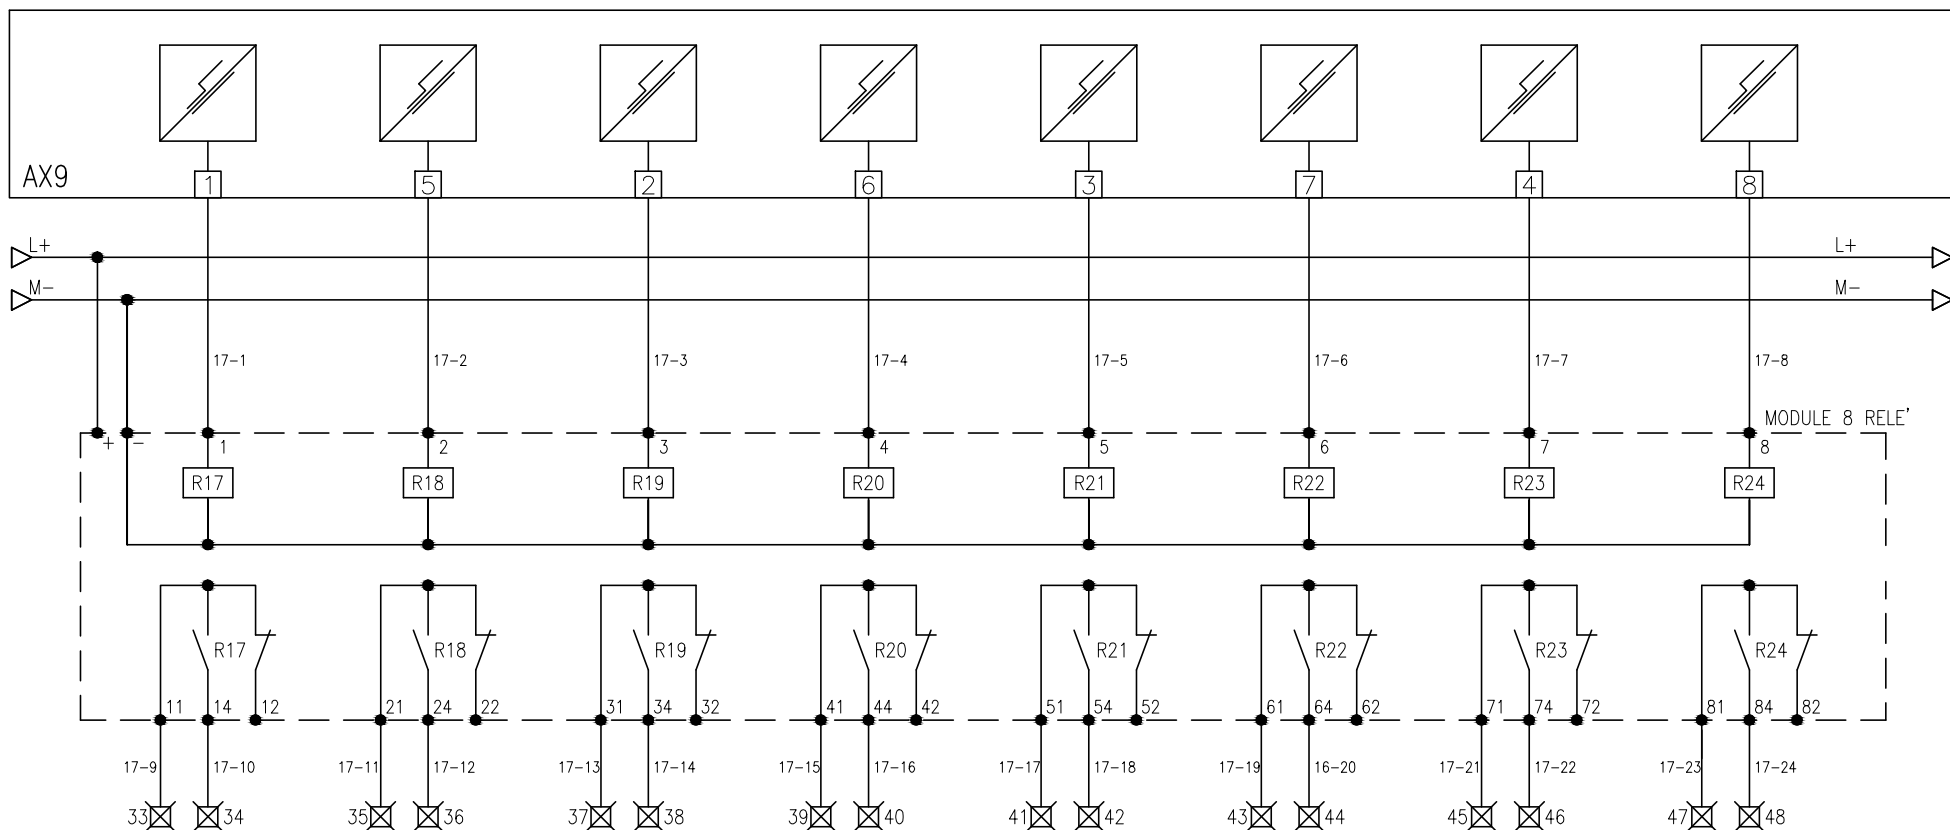 AX9
1 5 2 6 3 7 4 8
L+ L+
M- M-
17-1 17-2 17-3 17-4 17-5 17-6 17-7 17-8
MODULE 8 RELE'
+ - 1 2 3 4 5 6 7 8
R17 R18 R19 R20 R21 R22 R23 R24
R17 R18 R19 R20 R21 R22 R23 R24
11 14 12 21 24 22 31 34 32 41 44 42 51 54 52 61 64 62 71 74 72 81 84 82
17-9 17-10 17-11 17-12 17-13 17-14 17-15 17-16 17-17 17-18 17-19 16-20 17-21 17-22 17-23 17-24
33 34 35 36 37 38 39 40 41 42 43 44 45 46 47 48